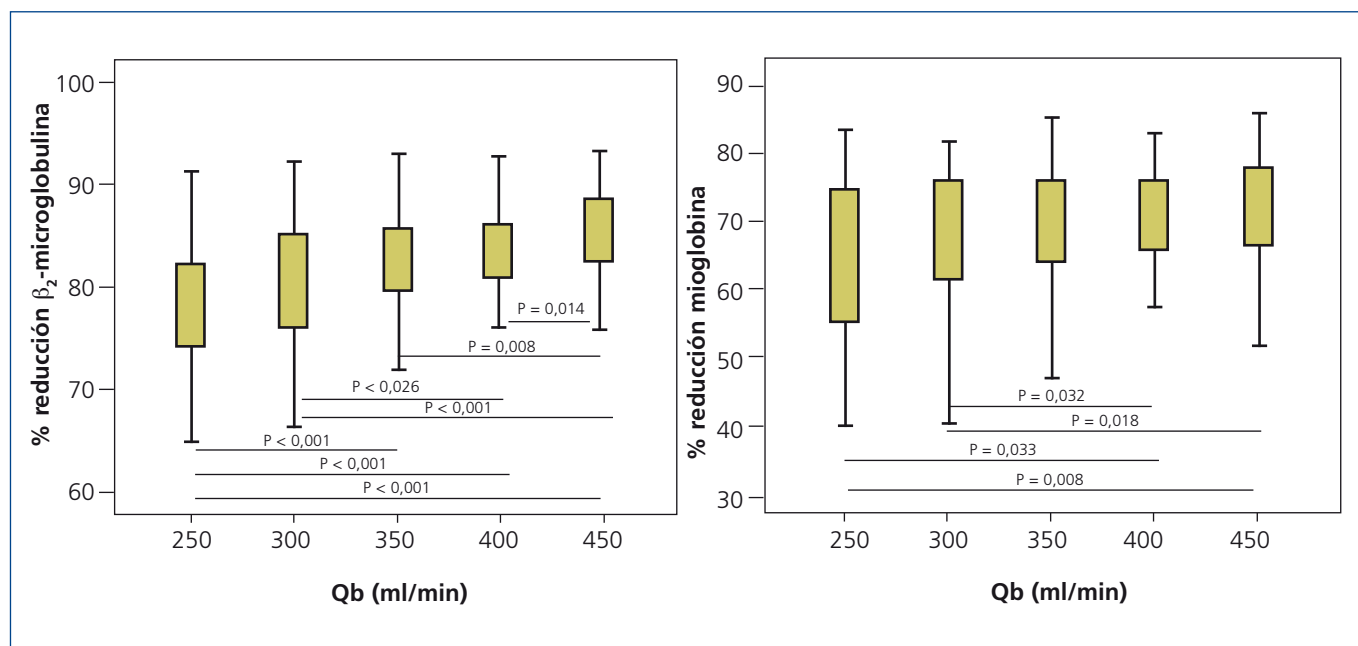 % reducción β2-microglobulina
100
90
80
70
60
P = 0,014
P = 0,008
P < 0,026
P < 0,001
P < 0,001
P < 0,001
P < 0,001
250 300 350 400 450
Qb (ml/min)
% reducción mioglobina
90
80
70
60
50
40
30
P = 0,032
P = 0,018
P = 0,033
P = 0,008
250 300 350 400 450
Qb (ml/min)